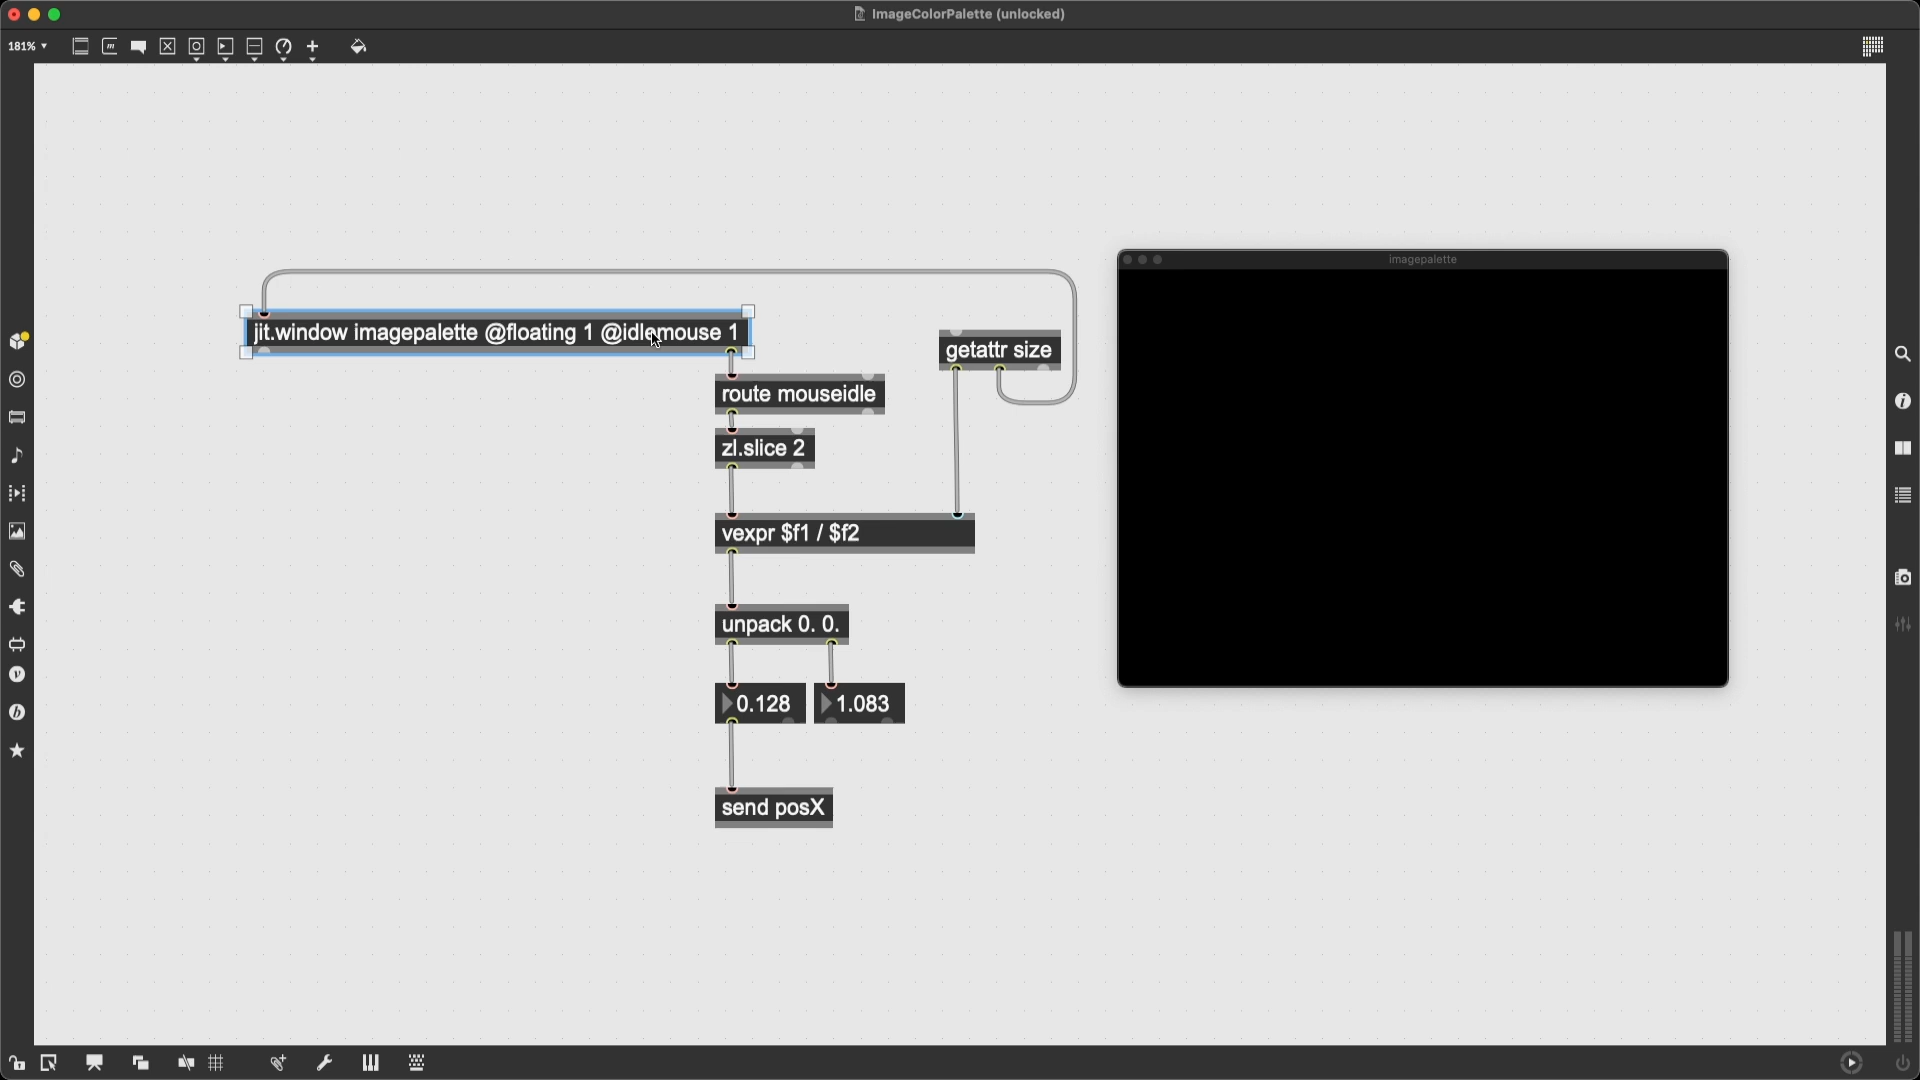 ImageColorPalette (unlocked)
181%
imagepalette
jit.window imagepalette @floating 1 @idlemouse 1
getattr size
route mouseidle
zl.slice 2
vexpr $f1 / $f2
unpack 0. 0.
0.128
1.083
send posX